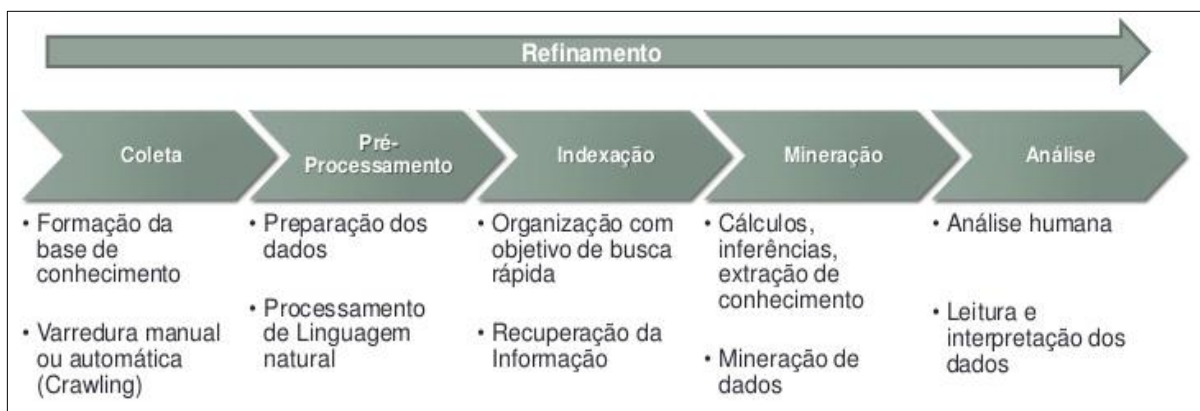 Refinamento
Coleta
Pré-
Processamento
Indexação
Mineração
Análise
• Formação da
base de
conhecimento
• Varredura manual
ou automática
(Crawling)
• Preparação dos
dados
• Processamento
de Linguagem
natural
• Organização com
objetivo de busca
rápida
• Recuperação da
Informação
• Cálculos,
inferências,
extração de
conhecimento
• Mineração de
dados
• Análise humana
• Leitura e
interpretação dos
dados